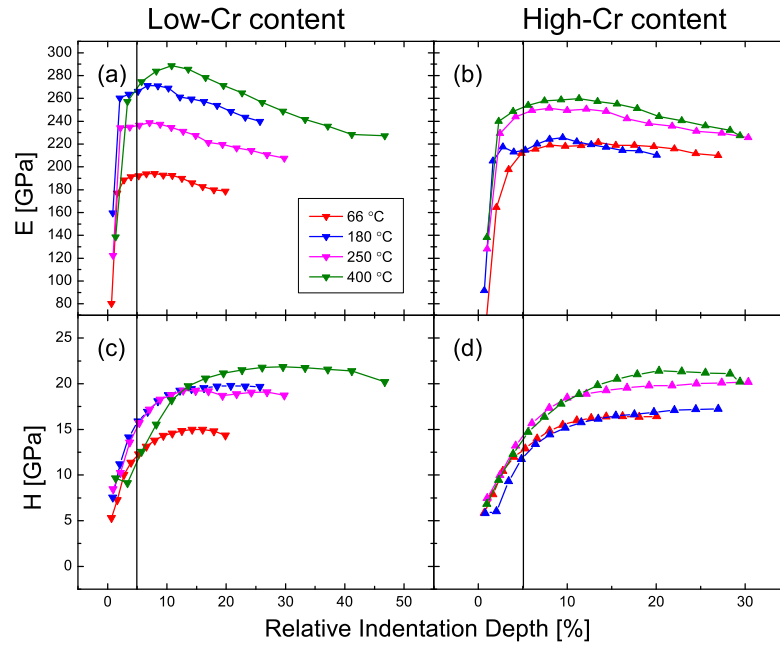 Low-Cr content
High-Cr content
(a)
(b)
(c)
(d)
E [GPa]
300
280
260
240
220
200
180
160
140
120
100
80
66 °C
180 °C
250 °C
400 °C
H [GPa]
25
20
15
10
5
0
0 10 20 30 40 50
0 10 20 30
Relative Indentation Depth [%]